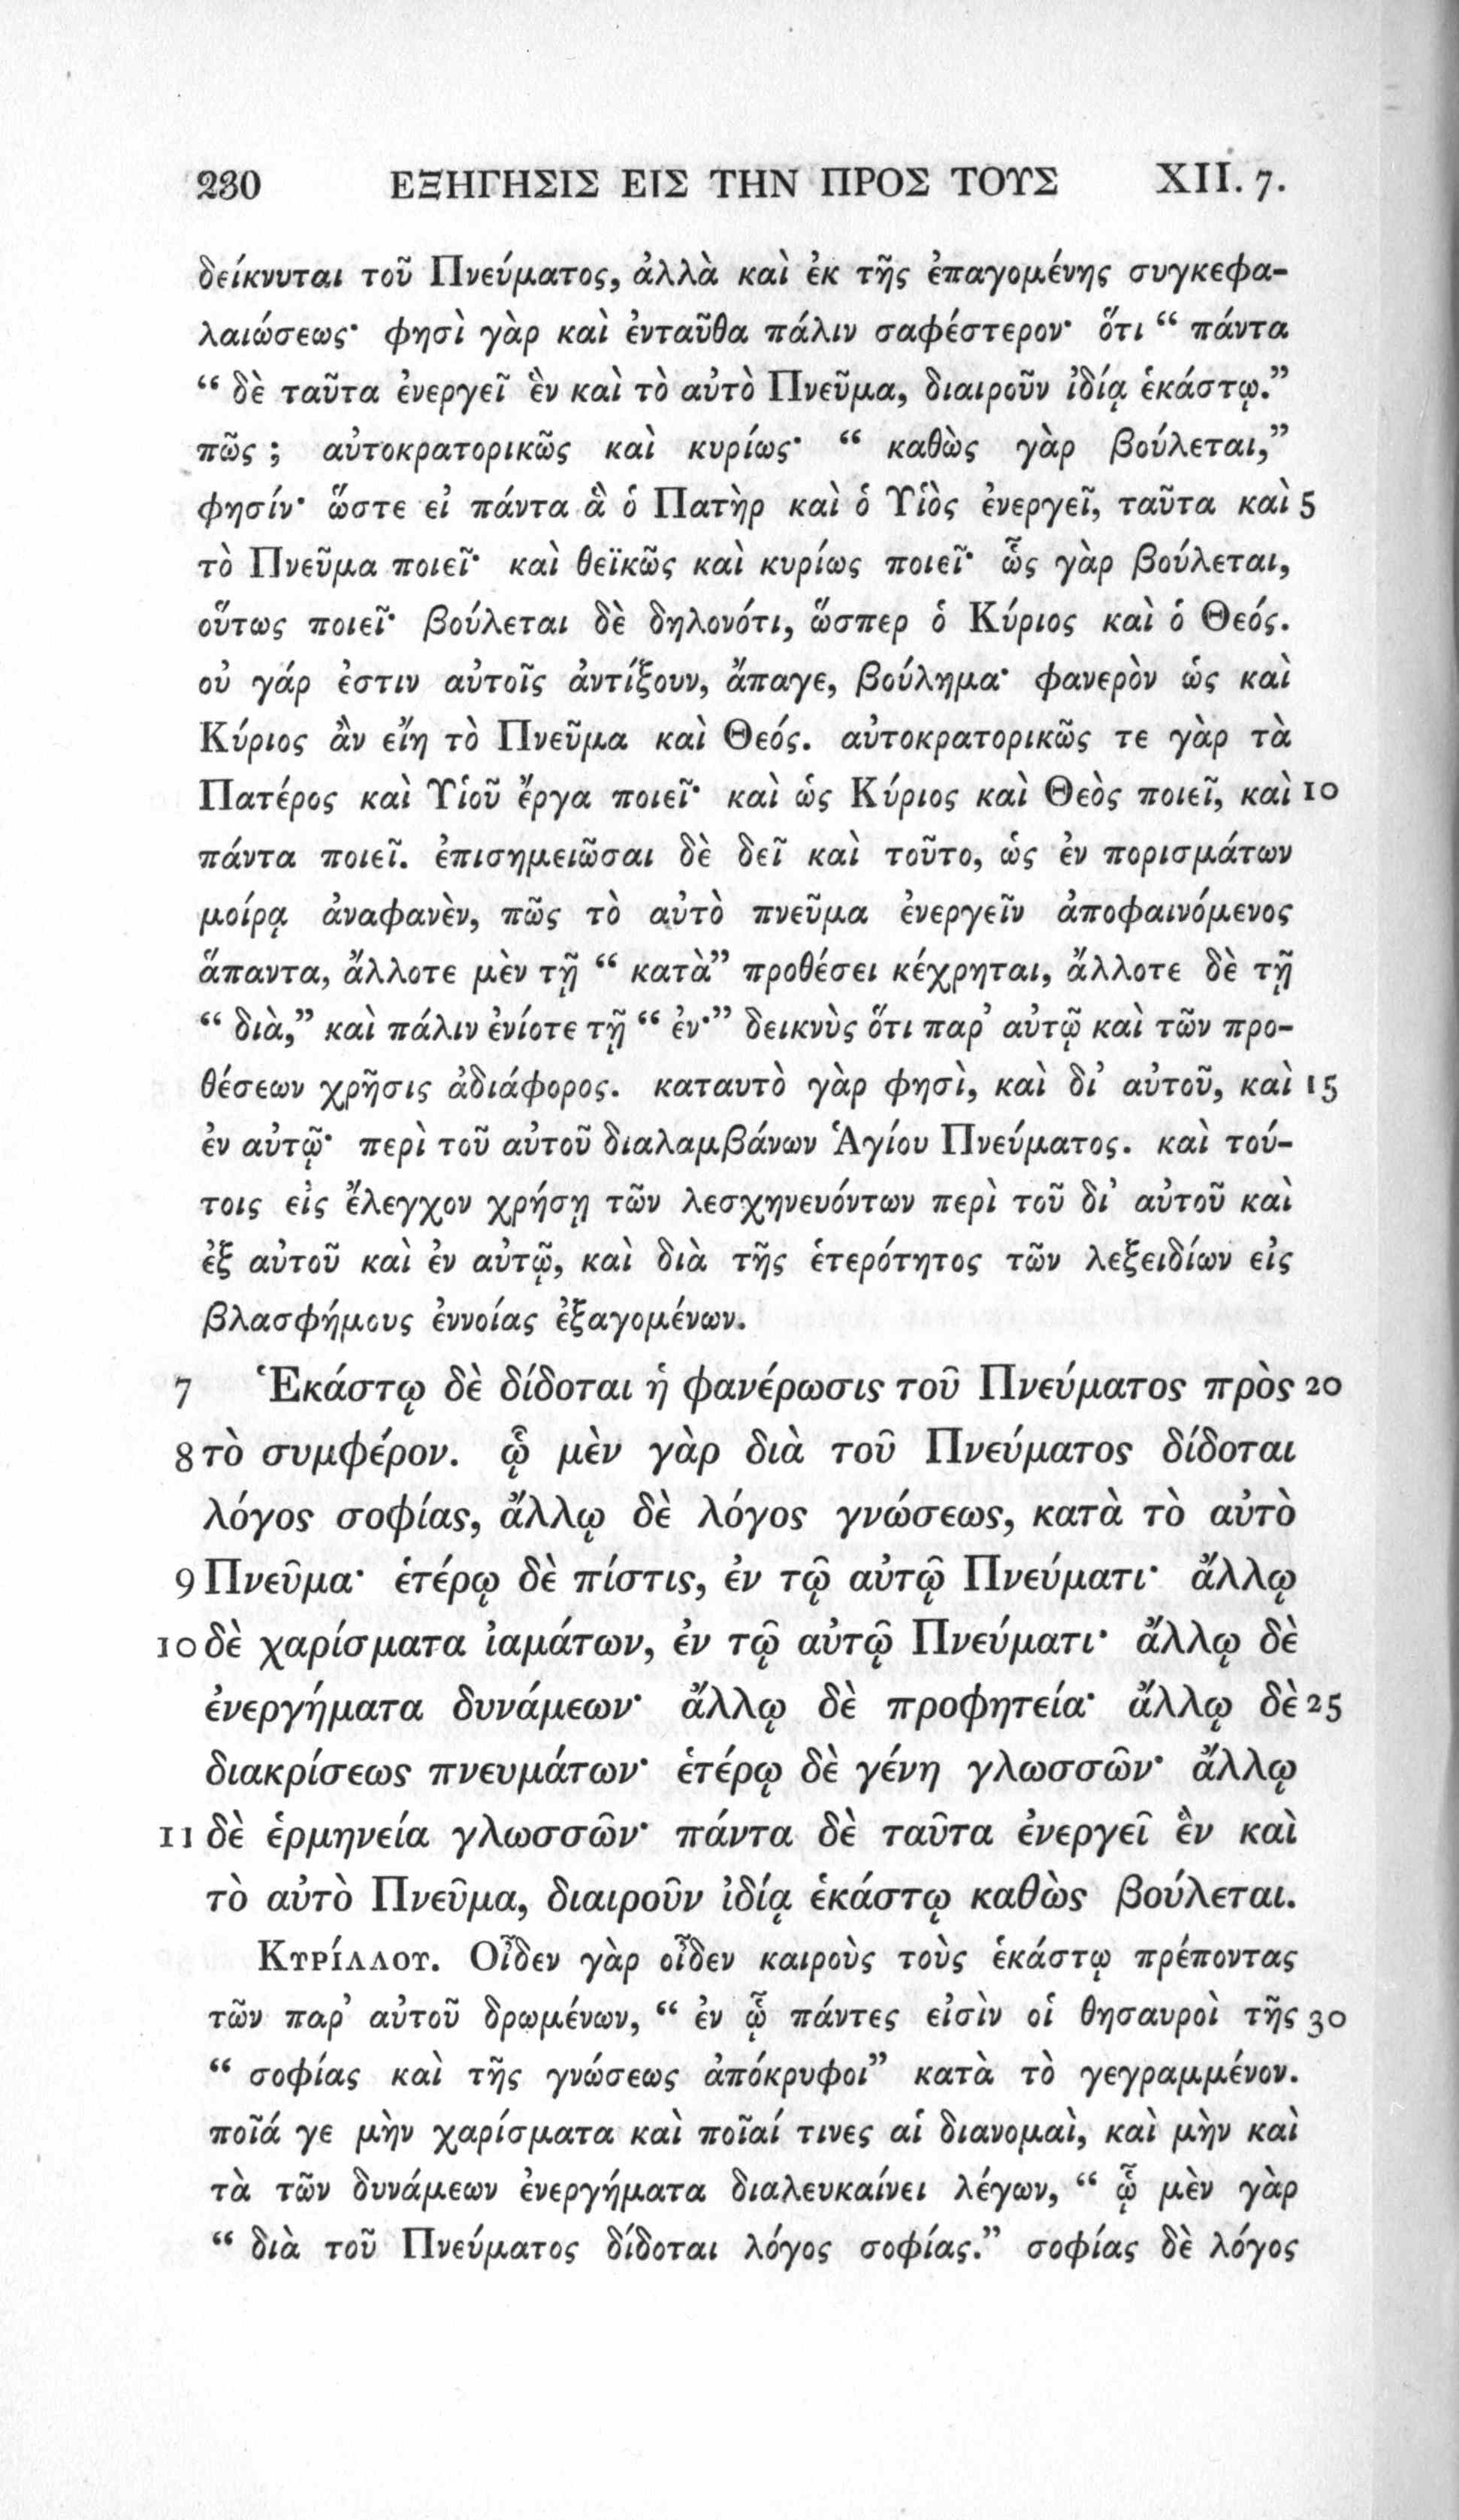 230 ΕΞΗΓΗΣΙΣ ΕΙΣ ΤΗΝ ΠΡΟΣ ΤΟΥΣ XII. 7.
δείκνυται τοῦ Πνεύματος, ἀλλὰ καὶ ἐκ τῆς ἐπαγομένης συγκεφα-
λαιώσεως· φησὶ γὰρ καὶ ἐνταῦθα πάλιν σαφέστερον· ὅτι “ πάντα
“ δὲ ταῦτα ἐνεργεῖ ἓν καὶ τὸ αὐτὸ Πνεῦμα, διαιροῦν ἰδίᾳ ἑκάστῳ.”
πῶς ; αὐτοκρατορικῶς καὶ κυρίως· “ καθὼς γὰρ βούλεται,”
φησίν· ὥστε εἰ πάντα ἃ ὁ Πατὴρ καὶ ὁ Υἱὸς ἐνεργεῖ, ταῦτα καὶ 5
τὸ Πνεῦμα ποιεῖ· καὶ θεϊκῶς καὶ κυρίως ποιεῖ· ὧς γὰρ βούλεται,
οὕτως ποιεῖ· βούλεται δὲ δηλονότι, ὥσπερ ὁ Κύριος καὶ ὁ Θεός.
οὐ γάρ ἐστιν αὐτοῖς ἀντίξουν, ἄπαγε, βούλημα· φανερὸν ὡς καὶ
Κύριος ἂν εἴη τὸ Πνεῦμα καὶ Θεός. αὐτοκρατορικῶς τε γὰρ τὰ
Πατέρος καὶ Υἱοῦ ἔργα ποιεῖ· καὶ ὡς Κύριος καὶ Θεὸς ποιεῖ, καὶ 10
πάντα ποιεῖ. ἐπισημειῶσαι δὲ δεῖ καὶ τοῦτο, ὡς ἐν πορισμάτων
μοίρᾳ ἀναφανὲν, πῶς τὸ αὐτὸ πνεῦμα ἐνεργεῖν ἀποφαινόμενος
ἅπαντα, ἄλλοτε μὲν τῇ “ κατὰ” προθέσει κέχρηται, ἄλλοτε δὲ τῇ
“ διὰ,” καὶ πάλιν ἐνίοτε τῇ “ ἐν·” δεικνὺς ὅτι παρ’ αὐτῷ καὶ τῶν προ-
θέσεων χρῆσις ἀδιάφορος. καταυτὸ γὰρ φησὶ, καὶ δι’ αὐτοῦ, καὶ 15
ἐν αὐτῷ· περὶ τοῦ αὐτοῦ διαλαμβάνων Ἁγίου Πνεύματος. καὶ τού-
τοις εἰς ἔλεγχον χρήσῃ τῶν λεσχηνευόντων περὶ τοῦ δι’ αὐτοῦ καὶ
ἐξ αὐτοῦ καὶ ἐν αὐτῷ, καὶ διὰ τῆς ἑτερότητος τῶν λεξειδίων εἰς
βλασφήμους ἐννοίας ἐξαγομένων.
7 Ἑκάστῳ δὲ δίδοται ἡ φανέρωσις τοῦ Πνεύματος πρὸς 20
8 τὸ συμφέρον. ᾧ μὲν γὰρ διὰ τοῦ Πνεύματος δίδοται
λόγος σοφίας, ἄλλῳ δὲ λόγος γνώσεως, κατὰ τὸ αὐτὸ
9 Πνεῦμα· ἑτέρῳ δὲ πίστις, ἐν τῷ αὐτῷ Πνεύματι· ἄλλῳ
10 δὲ χαρίσματα ἰαμάτων, ἐν τῷ αὐτῷ Πνεύματι· ἄλλῳ δὲ
ἐνεργήματα δυνάμεων· ἄλλῳ δὲ προφητεία· ἄλλῳ δὲ 25
διακρίσεως πνευμάτων· ἑτέρῳ δὲ γένη γλωσσῶν· ἄλλῳ
11 δὲ ἑρμηνεία γλωσσῶν· πάντα δὲ ταῦτα ἐνεργεῖ ἓν καὶ
τὸ αὐτὸ Πνεῦμα, διαιροῦν ἰδίᾳ ἑκάστῳ καθὼς βούλεται.
Κυρίλλου. Οἶδεν γὰρ οἶδεν καιροὺς τοὺς ἑκάστῳ πρέποντας
τῶν παρ’ αὐτοῦ δρωμένων, “ ἐν ᾧ πάντες εἰσὶν οἱ θησαυροὶ τῆς 30
“ σοφίας καὶ τῆς γνώσεως ἀπόκρυφοι” κατὰ τὸ γεγραμμένον.
ποῖά γε μὴν χαρίσματα καὶ ποῖαί τινες αἱ διανομαὶ, καὶ μὴν καὶ
τὰ τῶν δυνάμεων ἐνεργήματα διαλευκαίνει λέγων, “ ᾧ μὲν γὰρ
“ διὰ τοῦ Πνεύματος δίδοται λόγος σοφίας.” σοφίας δὲ λόγος